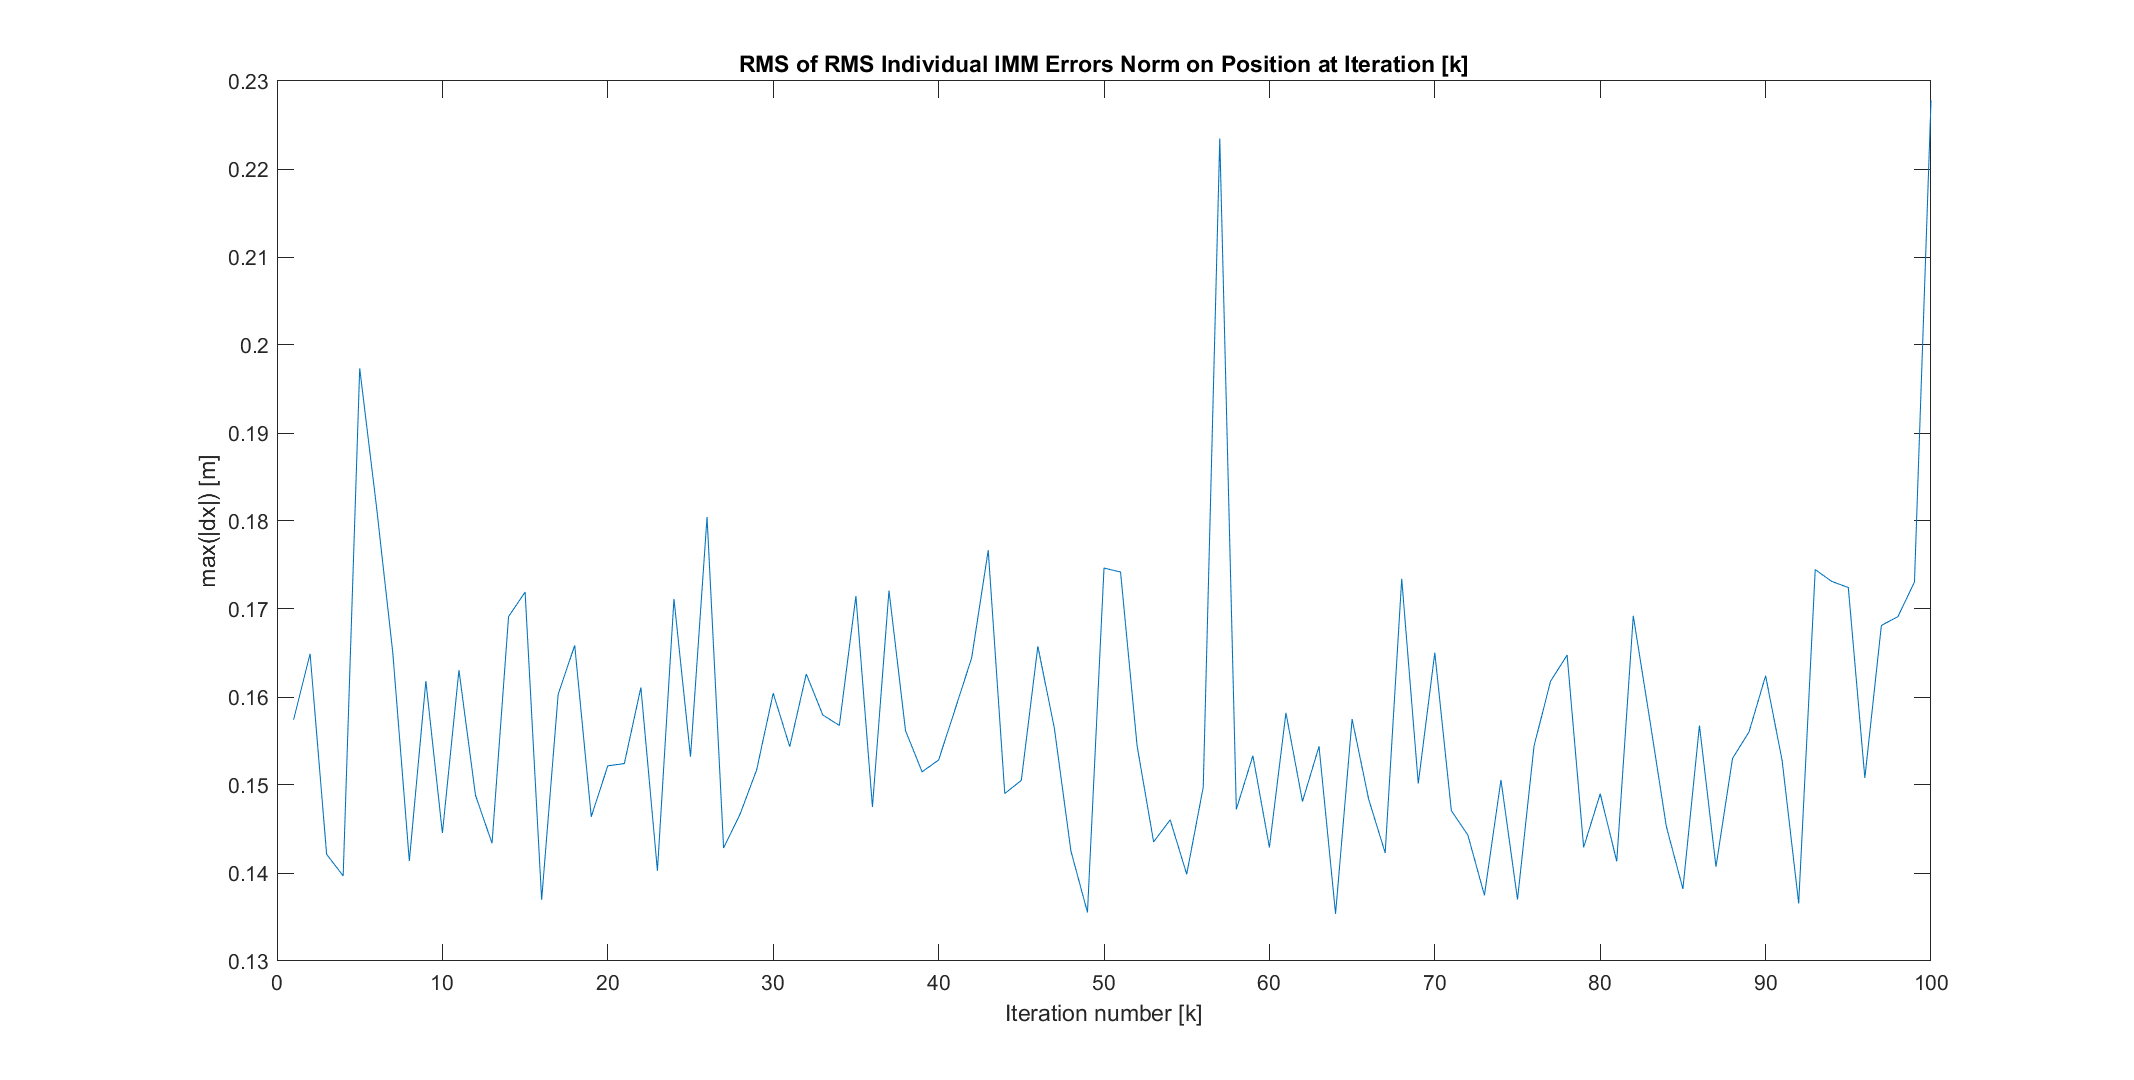 RMS of RMS Individual IMM Errors Norm on Position at Iteration [k]
0.23
0.22
0.21
0.2
0.19
0.18
0.17
0.16
0.15
0.14
0.13
max(|dx|) [m]
0 10 20 30 40 50 60 70 80 90 100
Iteration number [k]